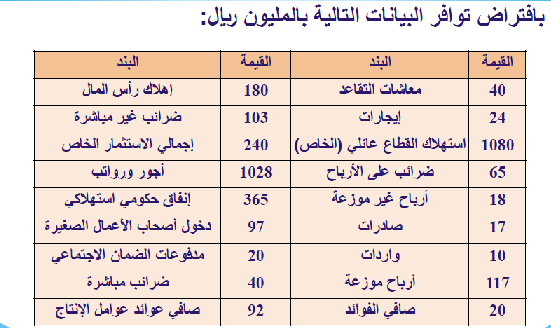 بافتراض توافر البيانات التالية بالمليون ريال:
القيمة البند القيمة البند
40 معاشات التقاعد 180 إهلاك رأس المال
24 إيجارات 103 ضرائب غير مباشرة
1080 استهلاك القطاع عائلي (الخاص) 240 إجمالي الاستثمار الخاص
65 ضرائب على الأرباح 1028 أجور ورواتب
18 أرباح غير موزعة 365 إنفاق حكومي استهلاكي
17 صادرات 97 دخول أصحاب الأعمال الصغيرة
10 واردات 20 مدفوعات الضمان الاجتماعي
117 أرباح موزعة 40 ضرائب مباشرة
20 صافي الفوائد 92 صافي عوائد عوامل الإنتاج